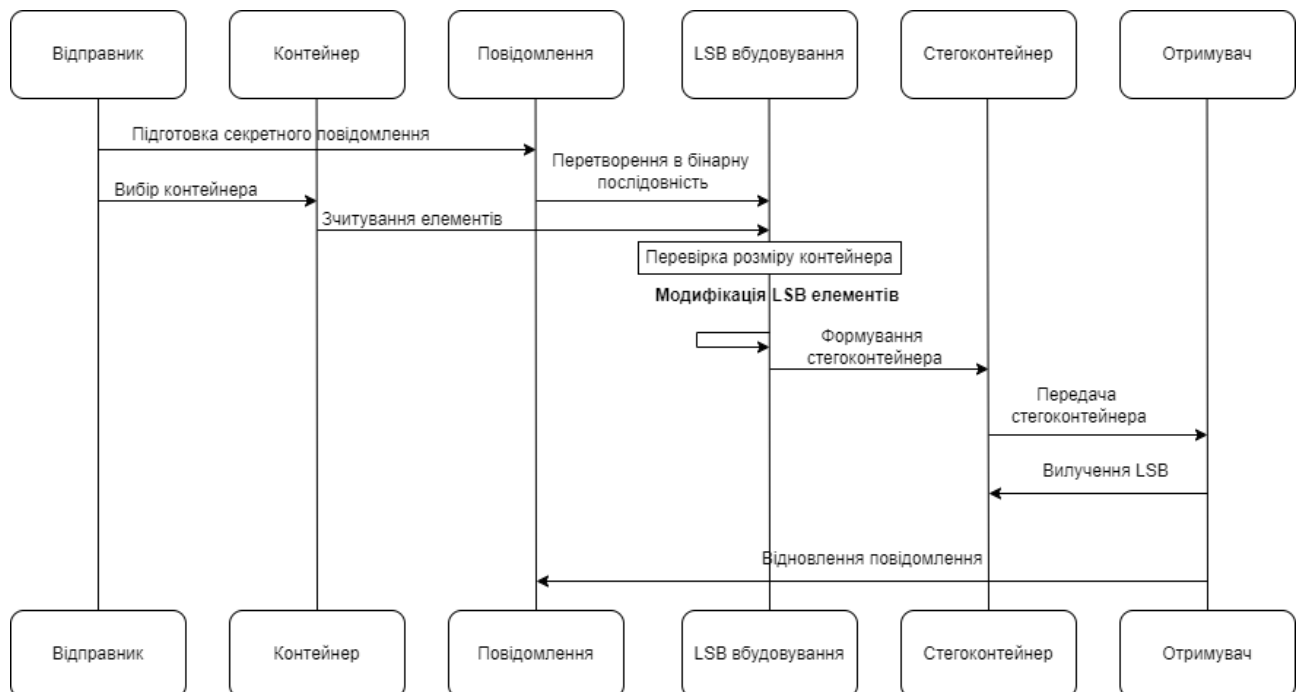 Відправник
Контейнер
Повідомлення
LSB вбудовування
Стегоконтейнер
Отримувач
Підготовка секретного повідомлення
Перетворення в бінарну
послідовність
Вибір контейнера
Зчитування елементів
Перевірка розміру контейнера
Модифікація LSB елементів
Формування
стегоконтейнера
Передача
стегоконтейнера
Вилучення LSB
Відновлення повідомлення
Відправник
Контейнер
Повідомлення
LSB вбудовування
Стегоконтейнер
Отримувач